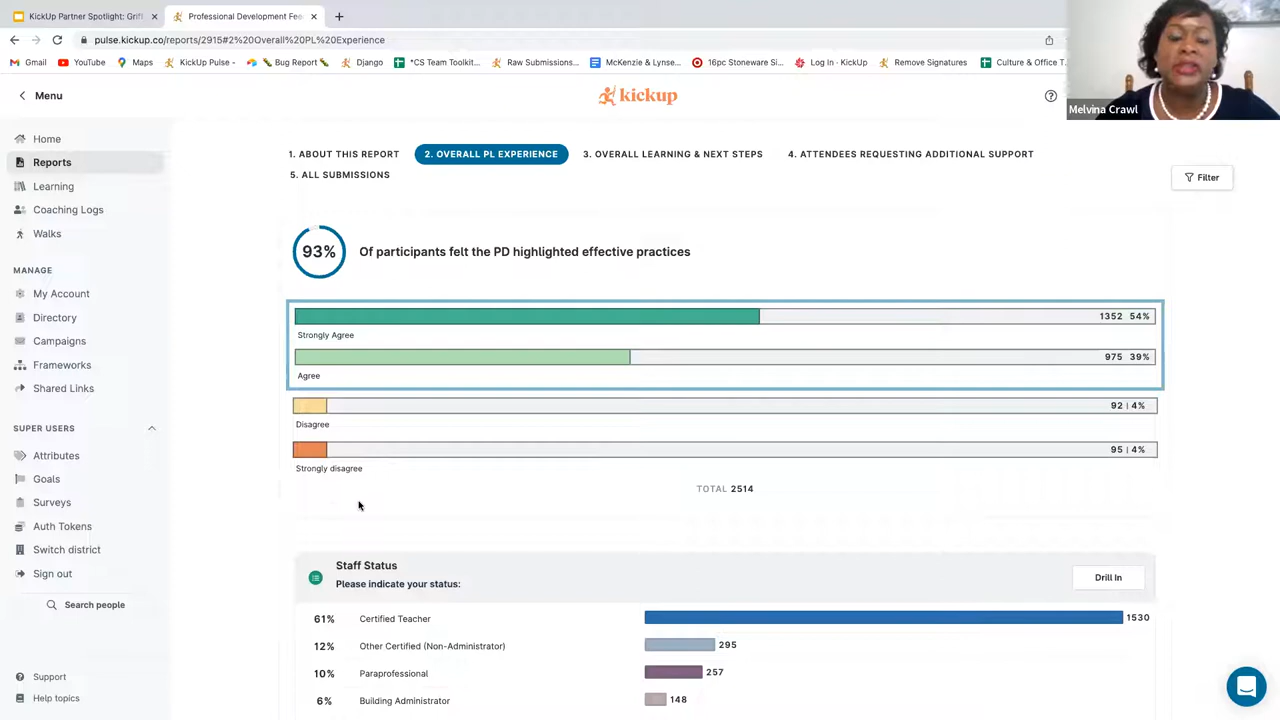 KickUp Partner Spotlight: Grif
Professional Development Fee
pulse.kickup.co/reports/2915#2%20Overall%20PL%20Experience
Gmail
YouTube
Maps
KickUp Pulse -
Bug Report
Django
*CS Team Toolkit...
Raw Submissions...
McKenzie & Lynse...
16pc Stoneware Si...
Log In · KickUp
Remove Signatures
Culture & Office T...
Melvina Crawl
Menu
kickup
Home
Reports
Learning
Coaching Logs
Walks
MANAGE
My Account
Directory
Campaigns
Frameworks
Shared Links
SUPER USERS
Attributes
Goals
Surveys
Auth Tokens
Switch district
Sign out
Search people
Support
Help topics
1. ABOUT THIS REPORT
2. OVERALL PL EXPERIENCE
3. OVERALL LEARNING & NEXT STEPS
4. ATTENDEES REQUESTING ADDITIONAL SUPPORT
5. ALL SUBMISSIONS
Filter
93% Of participants felt the PD highlighted effective practices
1352 54%
Strongly Agree
975 39%
Agree
92 | 4%
Disagree
95 | 4%
Strongly disagree
TOTAL 2514
Staff Status
Please indicate your status:
Drill In
61% Certified Teacher 1530
12% Other Certified (Non-Administrator) 295
10% Paraprofessional 257
6% Building Administrator 148